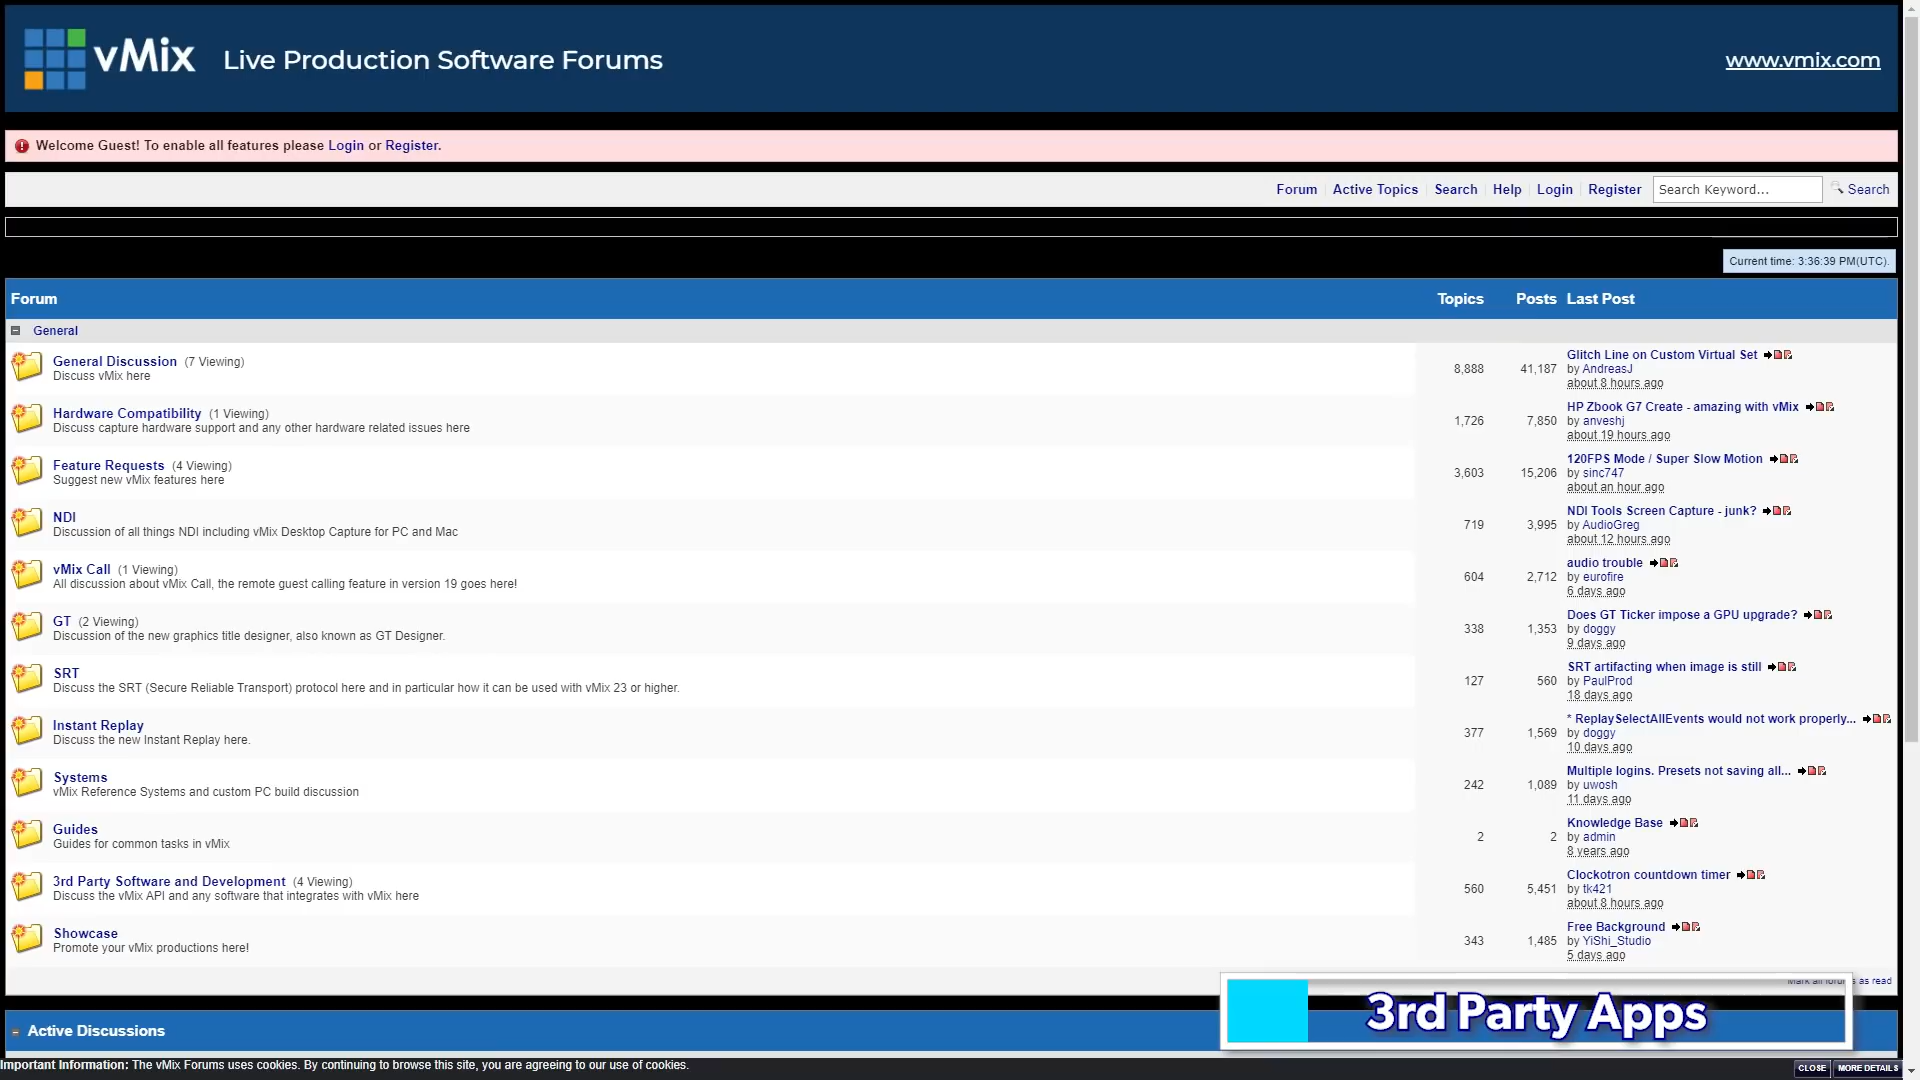 vMix Live Production Software Forums www.vmix.com
Welcome Guest! To enable all features please Login or Register.
Forum Active Topics Search Help Login Register Search Keyword... Search
Current time: 3:36:39 PM(UTC).
Forum Topics Posts Last Post
General
General Discussion (7 Viewing)
Discuss vMix here
8,888 41,187
Glitch Line on Custom Virtual Set
by AndreasJ
about 8 hours ago
Hardware Compatibility (1 Viewing)
Discuss capture hardware support and any other hardware related issues here
1,726 7,850
HP Zbook G7 Create - amazing with vMix
by anveshj
about 19 hours ago
Feature Requests (4 Viewing)
Suggest new vMix features here
3,603 15,206
120FPS Mode / Super Slow Motion
by sinc747
about an hour ago
NDI
Discussion of all things NDI including vMix Desktop Capture for PC and Mac
719 3,995
NDI Tools Screen Capture - junk?
by AudioGreg
about 12 hours ago
vMix Call (1 Viewing)
All discussion about vMix Call, the remote guest calling feature in version 19 goes here!
604 2,712
audio trouble
by eurofire
6 days ago
GT (2 Viewing)
Discussion of the new graphics title designer, also known as GT Designer.
338 1,353
Does GT Ticker impose a GPU upgrade?
by doggy
9 days ago
SRT
Discuss the SRT (Secure Reliable Transport) protocol here and in particular how it can be used with vMix 23 or higher.
127 560
SRT artifacting when image is still
by PaulProd
18 days ago
Instant Replay
Discuss the new Instant Replay here.
377 1,569
* ReplaySelectAllEvents would not work properly...
by doggy
10 days ago
Systems
vMix Reference Systems and custom PC build discussion
242 1,089
Multiple logins. Presets not saving all...
by uwosh
11 days ago
Guides
Guides for common tasks in vMix
2 2
Knowledge Base
by admin
8 years ago
3rd Party Software and Development (4 Viewing)
Discuss the vMix API and any software that integrates with vMix here
560 5,451
Clockotron countdown timer
by tk421
about 8 hours ago
Showcase
Promote your vMix productions here!
343 1,485
Free Background
by YiShi_Studio
5 days ago
Mark all forums as read
3rd Party Apps
Active Discussions
Important Information: The vMix Forums uses cookies. By continuing to browse this site, you are agreeing to our use of cookies.
CLOSE MORE DETAILS